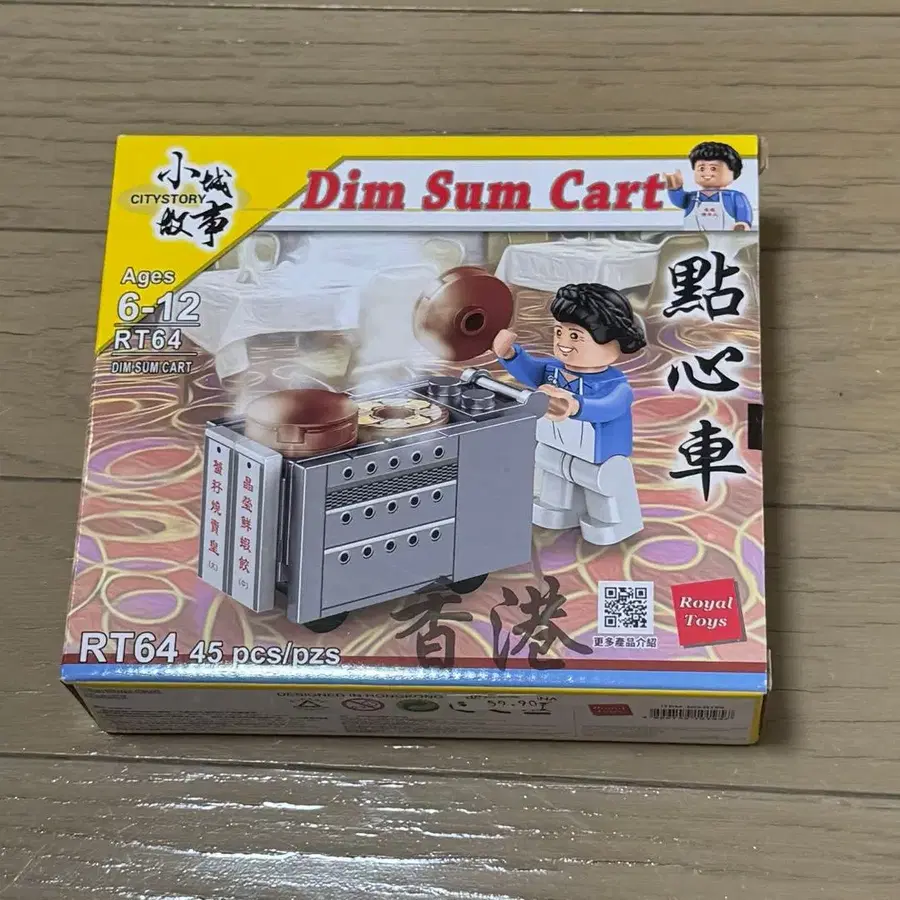 小城
CITYSTORY
故事
Dim Sum Cart
Ages
6-12
RT64
DIM SUM CART
點心車
蟹籽燒賣皇
晶瑩鮮蝦餃
香港
更多產品介紹
Royal
Toys
RT64 45 pcs/pzs
DESIGNED IN HONGKONG